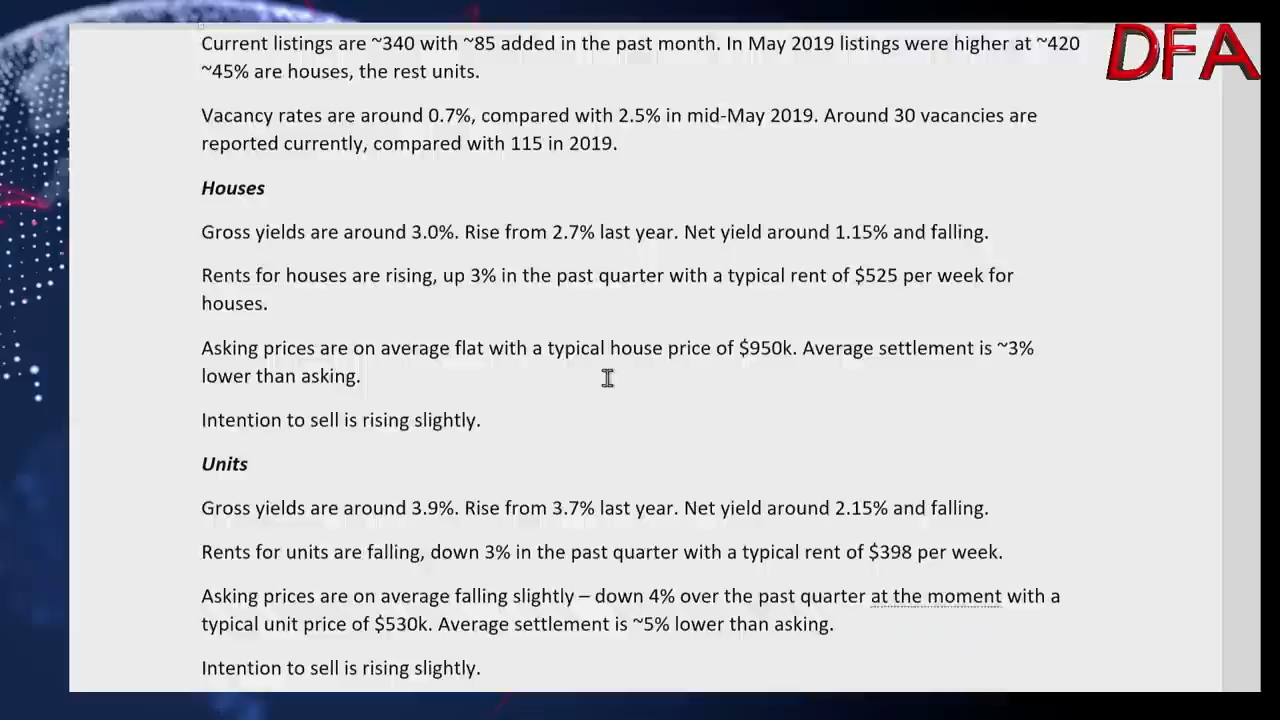 DFA
Current listings are ~340 with ~85 added in the past month. In May 2019 listings were higher at ~420
~45% are houses, the rest units.
Vacancy rates are around 0.7%, compared with 2.5% in mid-May 2019. Around 30 vacancies are
reported currently, compared with 115 in 2019.
Houses
Gross yields are around 3.0%. Rise from 2.7% last year. Net yield around 1.15% and falling.
Rents for houses are rising, up 3% in the past quarter with a typical rent of $525 per week for
houses.
Asking prices are on average flat with a typical house price of $950k. Average settlement is ~3%
lower than asking.
Intention to sell is rising slightly.
Units
Gross yields are around 3.9%. Rise from 3.7% last year. Net yield around 2.15% and falling.
Rents for units are falling, down 3% in the past quarter with a typical rent of $398 per week.
Asking prices are on average falling slightly – down 4% over the past quarter at the moment with a
typical unit price of $530k. Average settlement is ~5% lower than asking.
Intention to sell is rising slightly.